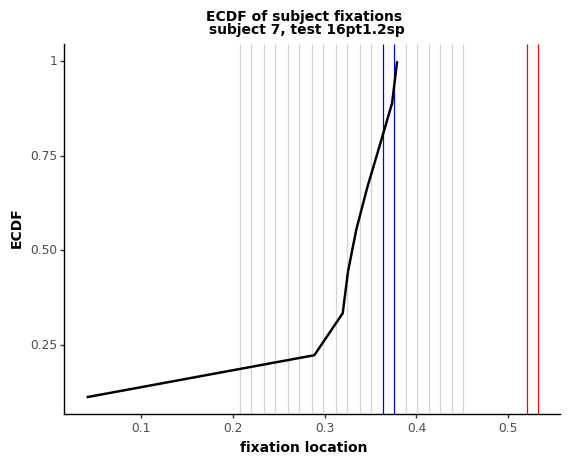 ECDF of subject fixations
subject 7, test 16pt1.2sp
1
0.75
0.50
0.25
ECDF
0.1 0.2 0.3 0.4 0.5
fixation location